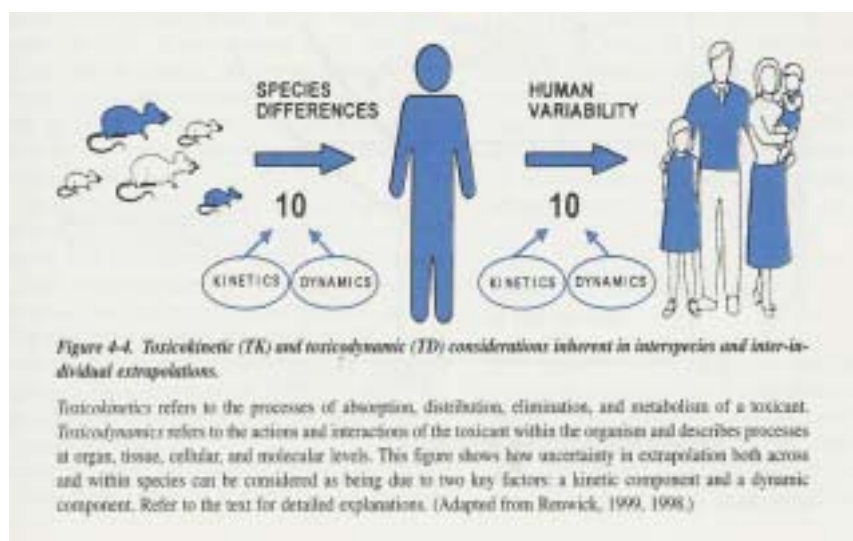 SPECIES
DIFFERENCES
HUMAN
VARIABILITY
10
10
KINETICS
DYNAMICS
KINETICS
DYNAMICS
Figure 4-4. Toxicokinetic (TK) and toxicodynamic (TD) considerations inherent in interspecies and inter-in-
dividual extrapolations.
Toxicokinetics refers to the processes of absorption, distribution, elimination, and metabolism of a toxicant.
Toxicodynamics refers to the actions and interactions of the toxicant within the organism and describes processes
at organ, tissue, cellular, and molecular levels. This figure shows how uncertainty in extrapolation both across
and within species can be considered as being due to two key factors: a kinetic component and a dynamic
component. Refer to the text for detailed explanations. (Adapted from Renwick, 1999, 1998.)